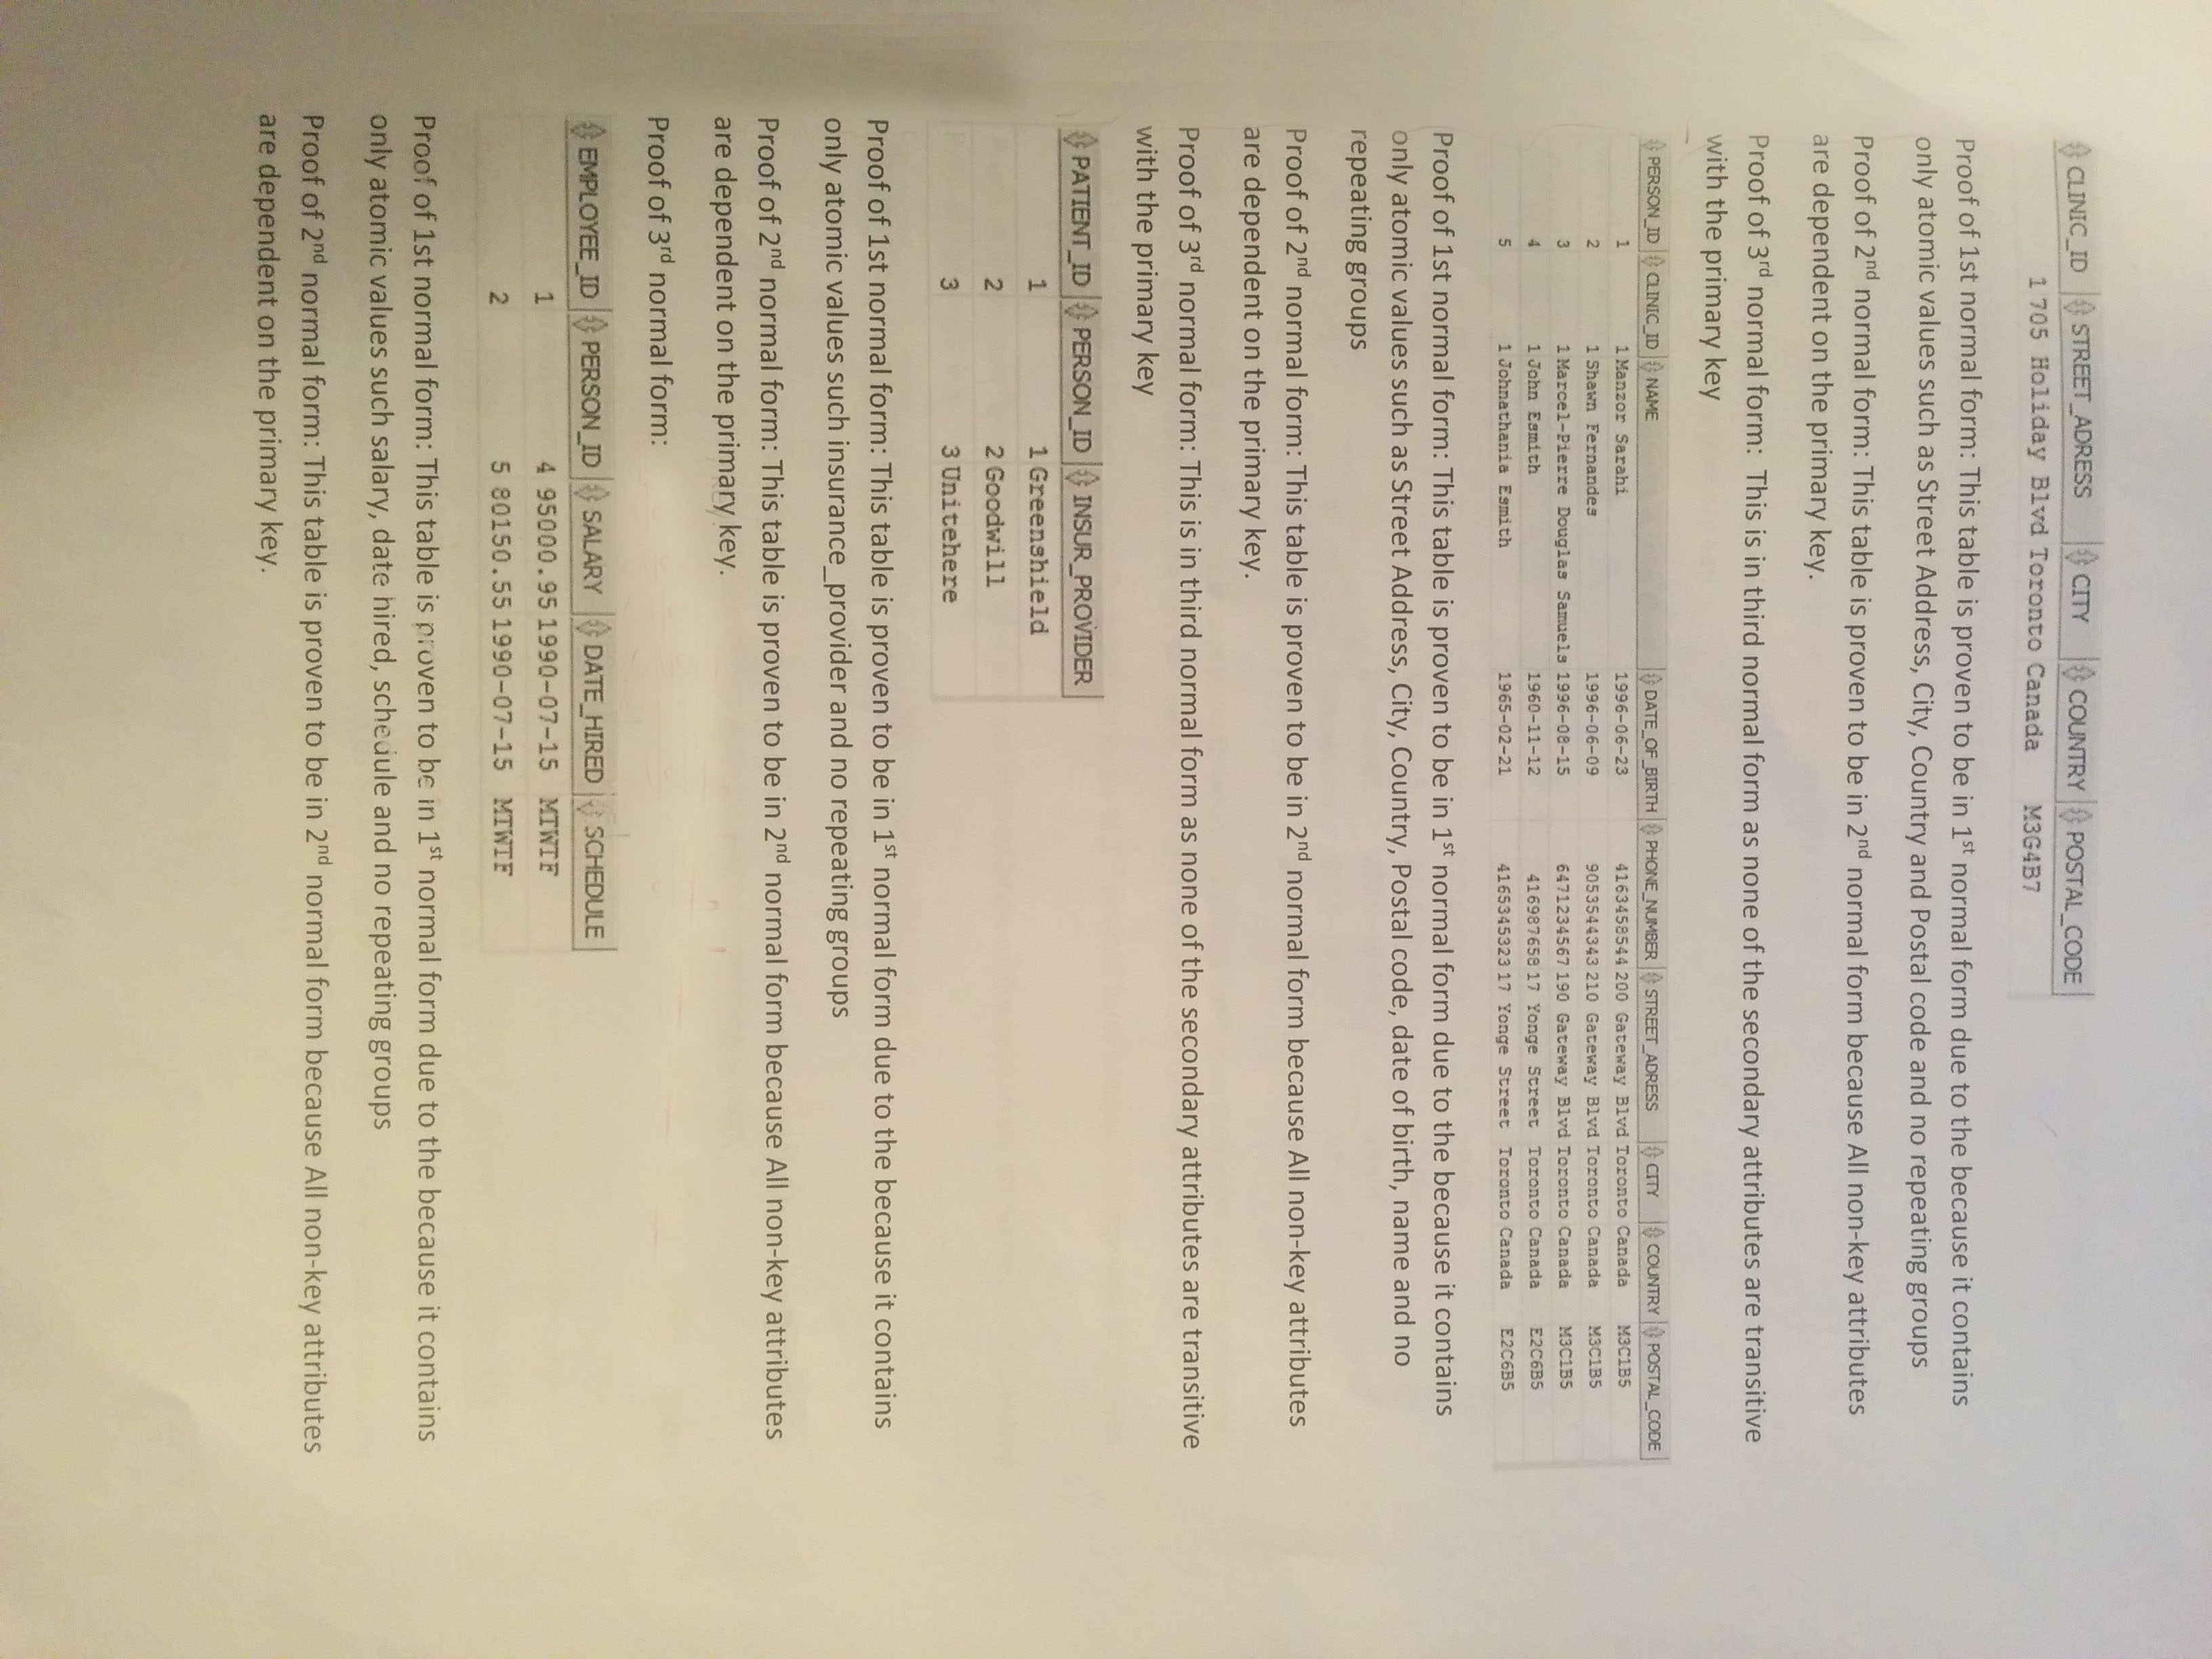 CLINIC_ID STREET_ADRESS CITY COUNTRY POSTAL_CODE
1 705 Holiday Blvd Toronto Canada M3G4B7
Proof of 1st normal form: This table is proven to be in 1st normal form due to the because it contains
only atomic values such as Street Address, City, Country and Postal code and no repeating groups
Proof of 2nd normal form: This table is proven to be in 2nd normal form because All non-key attributes
are dependent on the primary key.
Proof of 3rd normal form: This is in third normal form as none of the secondary attributes are transitive
with the primary key
PERSON_ID CLINIC_ID NAME DATE_OF_BIRTH PHONE_NUMBER STREET_ADRESS CITY COUNTRY POSTAL_CODE
1 1 Manzor Sarahi 1996-06-23 4163458544 200 Gateway Blvd Toronto Canada M3C1B5
2 1 Shawn Fernandes 1996-06-09 9053544343 210 Gateway Blvd Toronto Canada M3C1B5
3 1 Marcel-Pierre Douglas Samuels 1996-08-15 6471234567 190 Gateway Blvd Toronto Canada M3C1B5
4 1 John Esmith 1960-11-12 416987658 17 Yonge Street Toronto Canada E2C6B5
5 1 Johnathania Esmith 1965-02-21 4165345323 17 Yonge Street Toronto Canada E2C6B5
Proof of 1st normal form: This table is proven to be in 1st normal form due to the because it contains
only atomic values such as Street Address, City, Country, Postal code, date of birth, name and no
repeating groups
Proof of 2nd normal form: This table is proven to be in 2nd normal form because All non-key attributes
are dependent on the primary key.
Proof of 3rd normal form: This is in third normal form as none of the secondary attributes are transitive
with the primary key
PATIENT_ID PERSON_ID INSUR_PROVIDER
1 1 Greenshield
2 2 Goodwill
3 3 Unitehere
Proof of 1st normal form: This table is proven to be in 1st normal form due to the because it contains
only atomic values such insurance_provider and no repeating groups
Proof of 2nd normal form: This table is proven to be in 2nd normal form because All non-key attributes
are dependent on the primary key.
Proof of 3rd normal form:
EMPLOYEE_ID PERSON_ID SALARY DATE_HIRED SCHEDULE
1 4 95000.95 1990-07-15 MTWTF
2 5 80150.55 1990-07-15 MTWTF
Proof of 1st normal form: This table is proven to be in 1st normal form due to the because it contains
only atomic values such salary, date hired, schedule and no repeating groups
Proof of 2nd normal form: This table is proven to be in 2nd normal form because All non-key attributes
are dependent on the primary key.